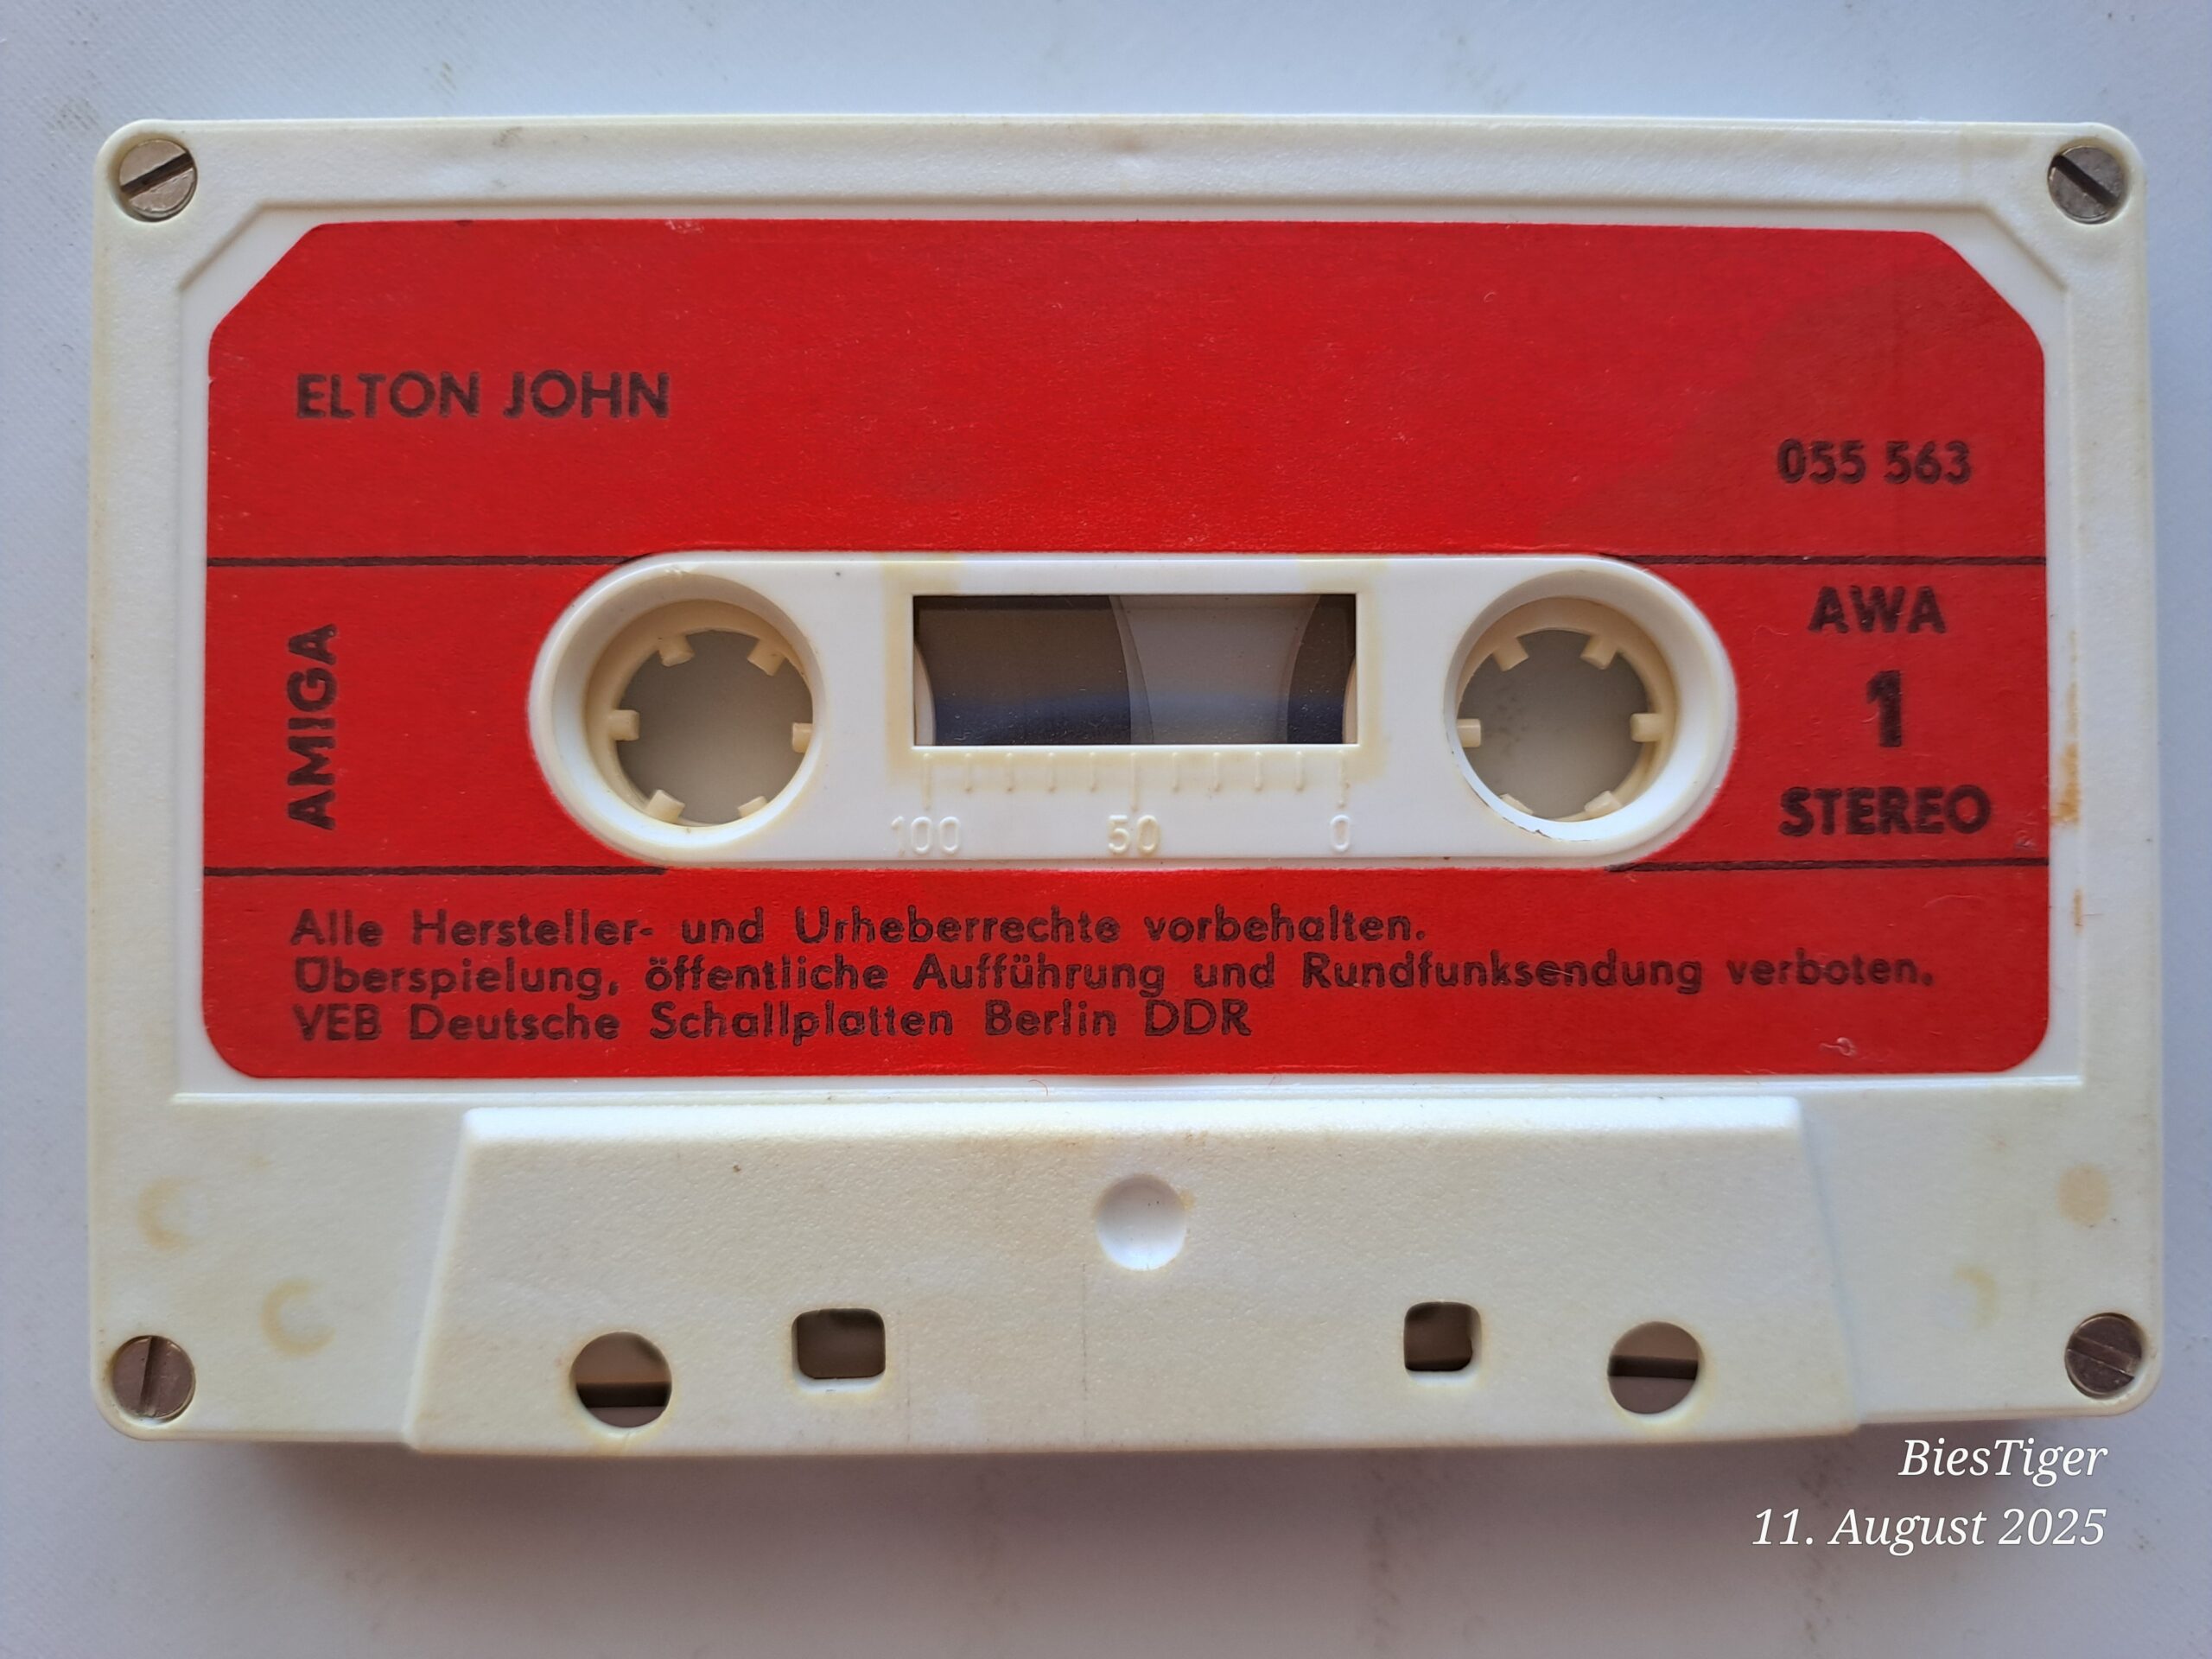 ELTON JOHN
055 563
AMIGA
AWA
1
STEREO
100 50 0
Alle Hersteller- und Urheberrechte vorbehalten.
Überspielung, öffentliche Aufführung und Rundfunksendung verboten.
VEB Deutsche Schallplatten Berlin DDR
BiesTiger
11. August 2025